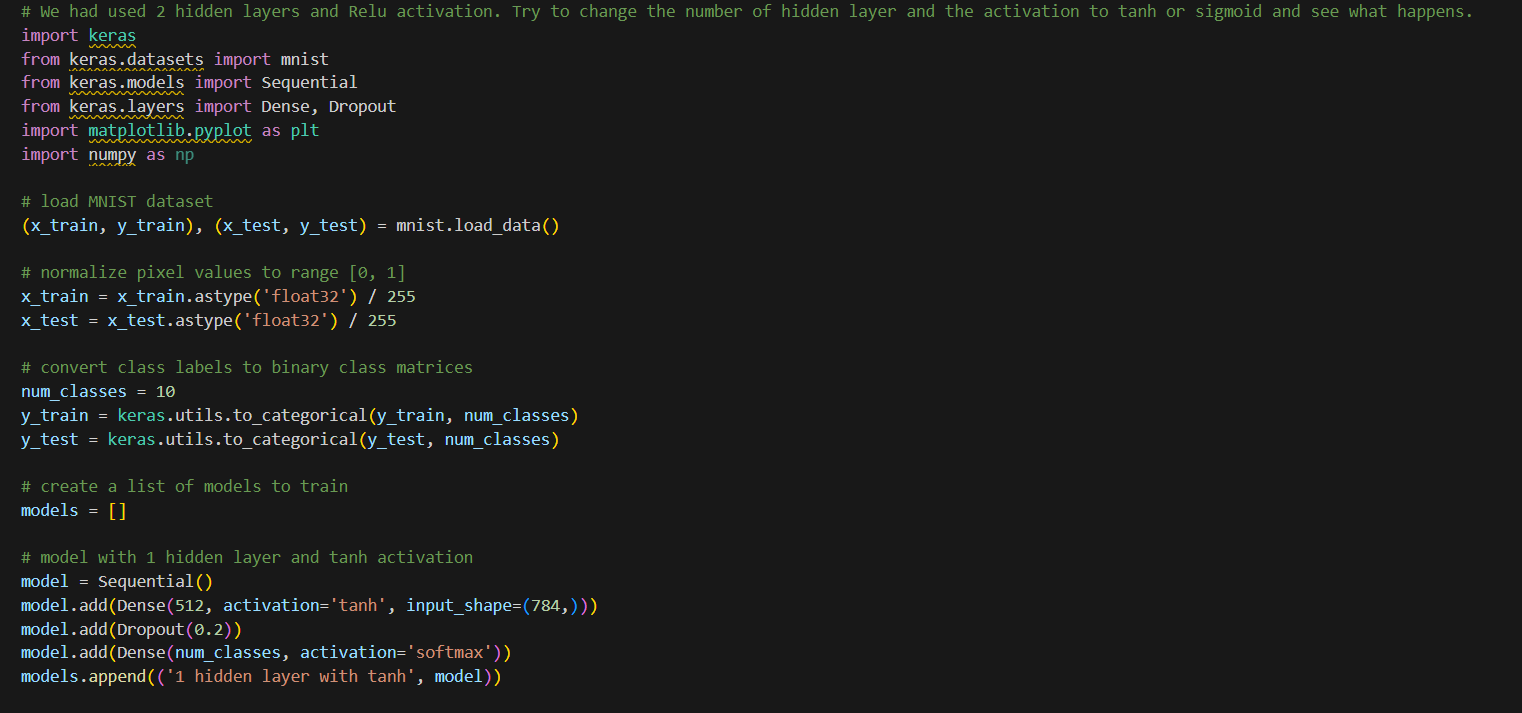 # We had used 2 hidden layers and Relu activation. Try to change the number of hidden layer and the activation to tanh or sigmoid and see what happens.
import keras
from keras.datasets import mnist
from keras.models import Sequential
from keras.layers import Dense, Dropout
import matplotlib.pyplot as plt
import numpy as np

# load MNIST dataset
(x_train, y_train), (x_test, y_test) = mnist.load_data()

# normalize pixel values to range [0, 1]
x_train = x_train.astype('float32') / 255
x_test = x_test.astype('float32') / 255

# convert class labels to binary class matrices
num_classes = 10
y_train = keras.utils.to_categorical(y_train, num_classes)
y_test = keras.utils.to_categorical(y_test, num_classes)

# create a list of models to train
models = []

# model with 1 hidden layer and tanh activation
model = Sequential()
model.add(Dense(512, activation='tanh', input_shape=(784,)))
model.add(Dropout(0.2))
model.add(Dense(num_classes, activation='softmax'))
models.append(('1 hidden layer with tanh', model))